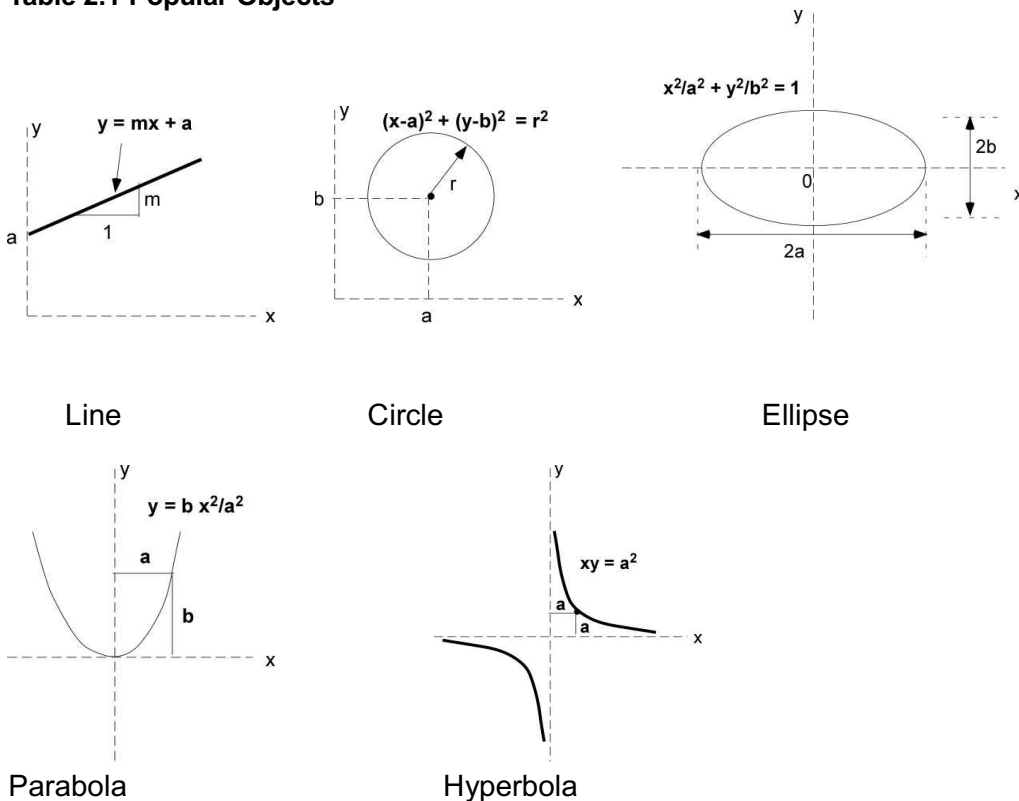 Table 2.1 Popular Objects
y
y = mx + a
m
1
a
x
Line
y
(x-a)² + (y-b)² = r²
r
b
x
a
Circle
y
x²/a² + y²/b² = 1
2b
0
x
2a
Ellipse
y
y = b x²/a²
a
b
x
Parabola
y
xy = a²
a
a
x
Hyperbola